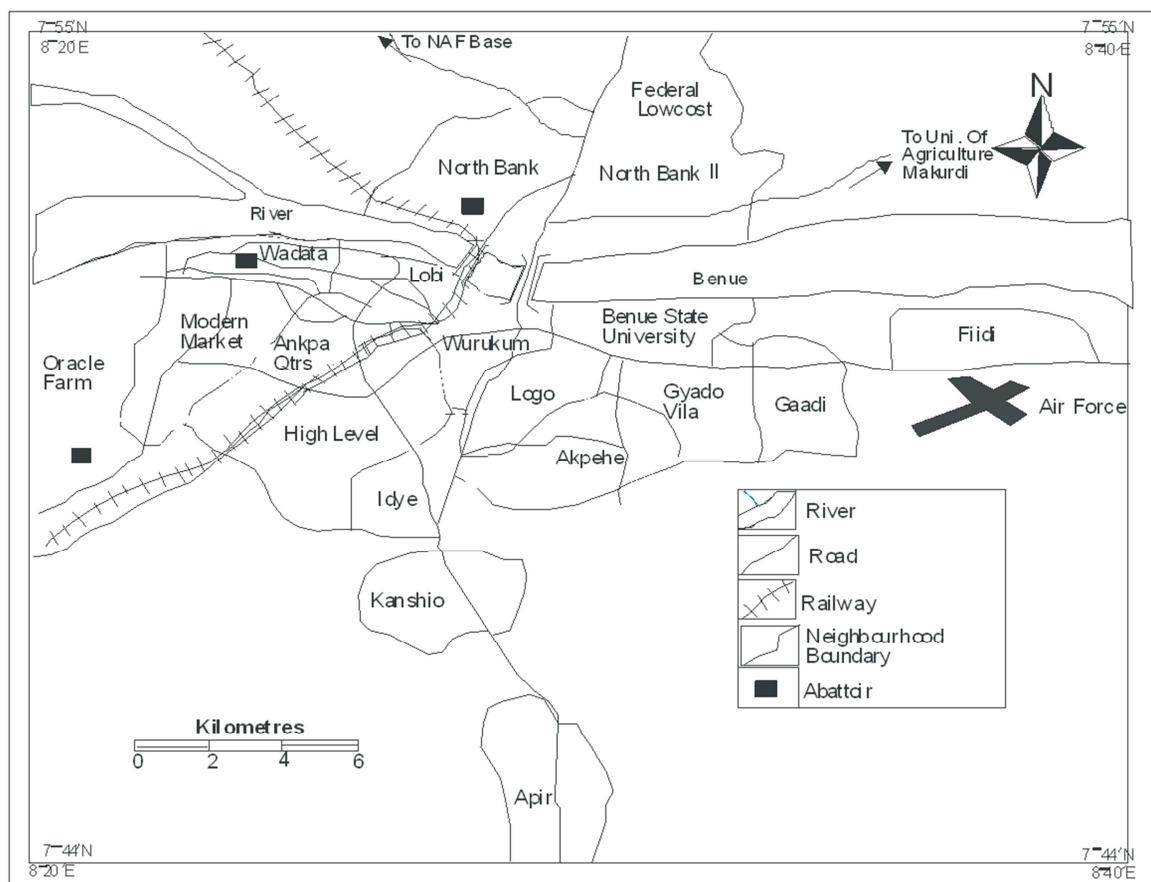 7‾55'N
8‾20'E
7‾55'N
8‾40'E
To NAF Base
N
Federal
Lowcost
To Uni. Of
Agriculture
Makurdi
North Bank
North Bank II
River
Wadata
Lobi
Benue
Modern
Market
Ankpa
Qtrs
Wurukum
Benue State
University
Fiidi
Oracle
Farm
Logo
Gyado
Vila
Gaadi
Air Force
High Level
Akpehe
Idye
Kanshio
Apir
River
Road
Railway
Neighbourhood
Boundary
Abattoir
Kilometres
0 2 4 6
7‾44'N
8‾20'E
7‾44'N
8‾40'E